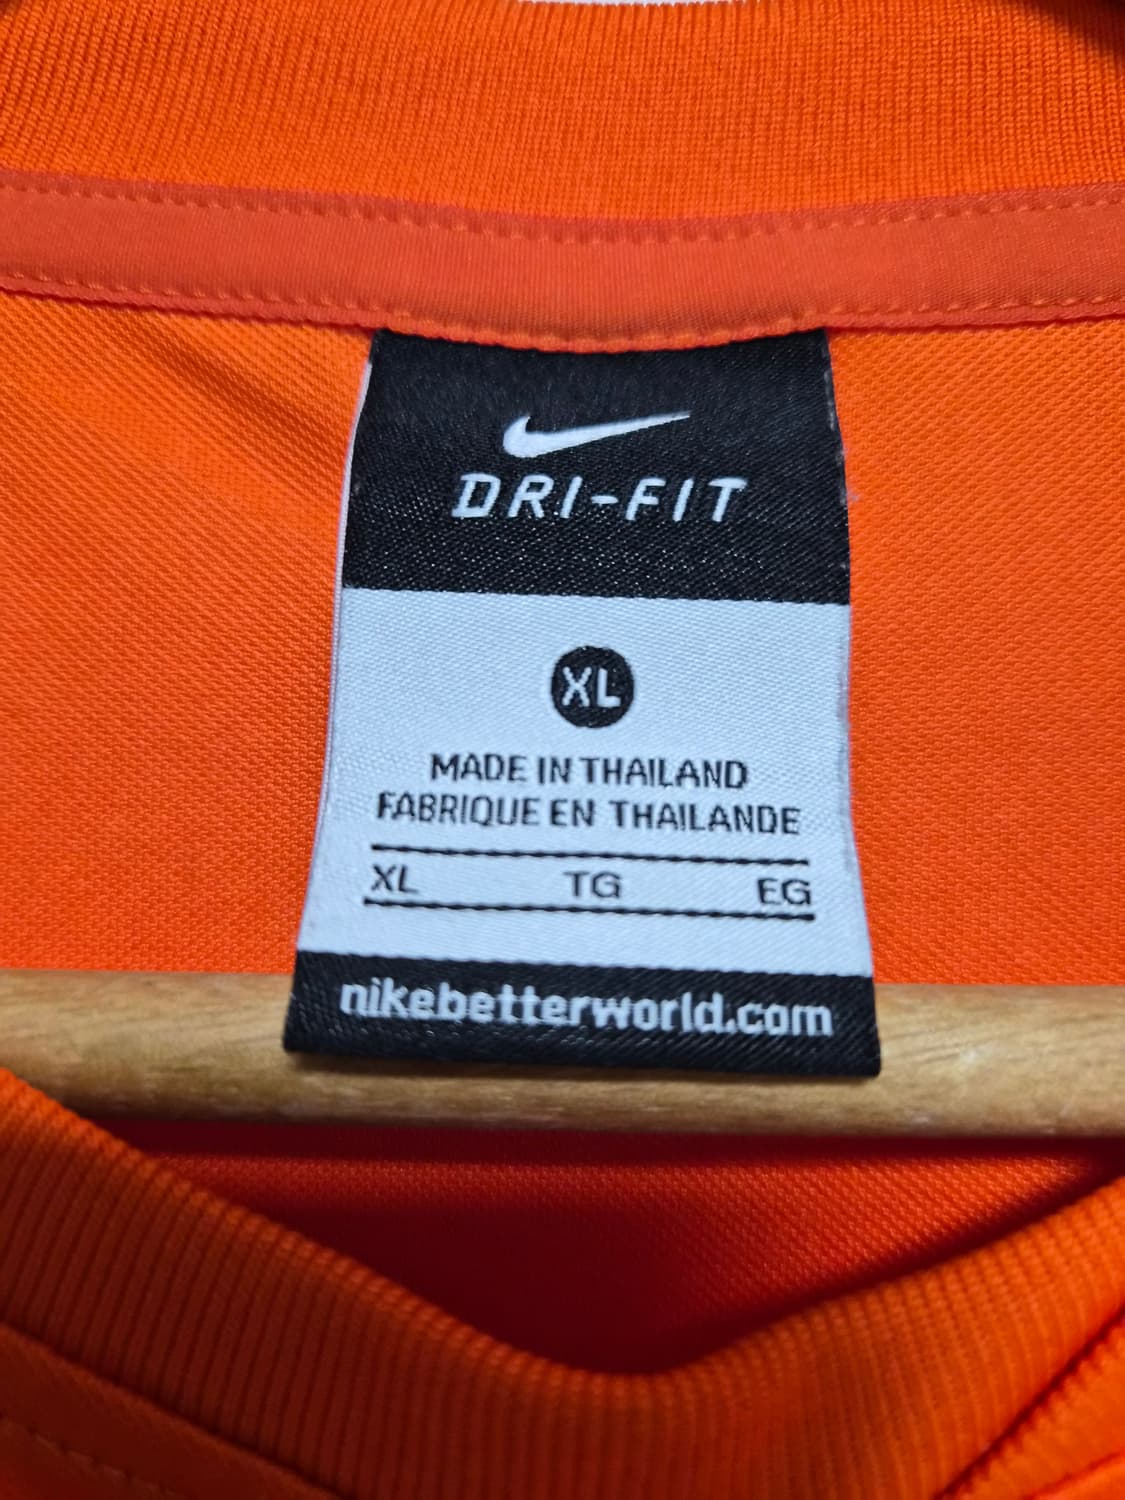 DRI-FIT
XL
MADE IN THAILAND
FABRIQUE EN THAILANDE
XL TG EG
nikebetterworld.com